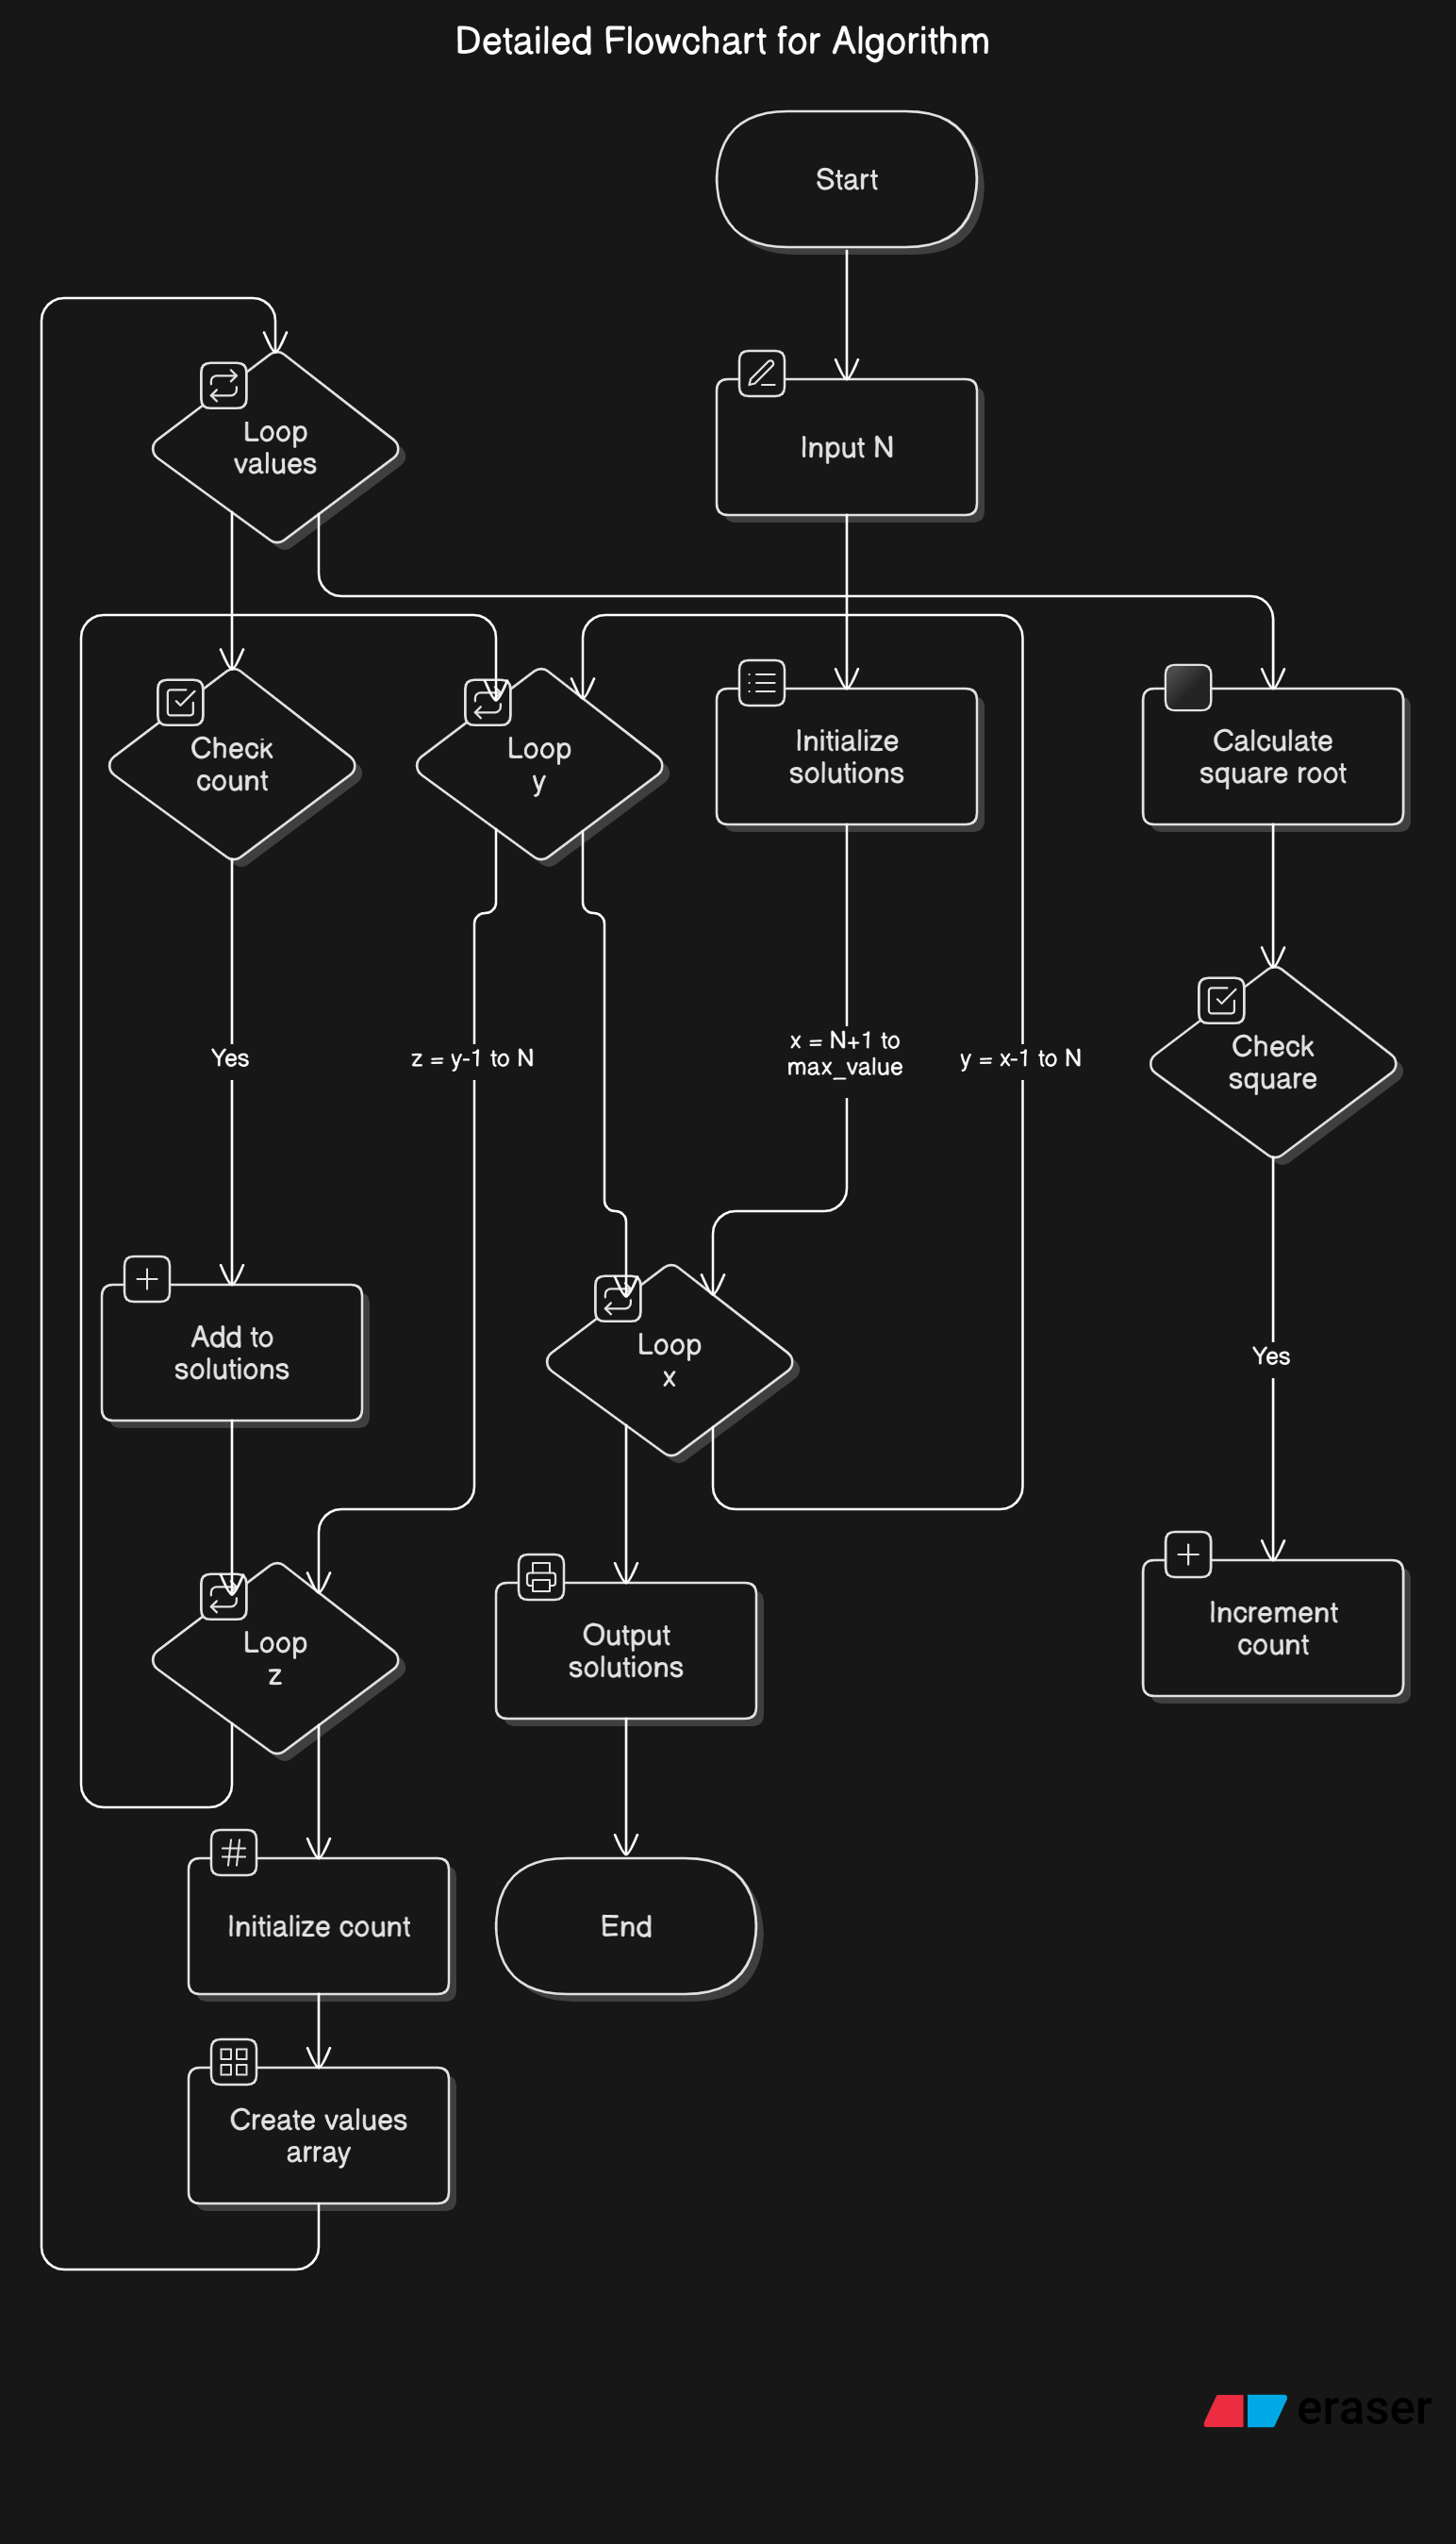 Detailed Flowchart for Algorithm
Start
Loop
values
Input N
Check
count
Loop
y
Initialize
solutions
Calculate
square root
Yes
z = y-1 to N
x = N+1 to
max_value
y = x-1 to N
Check
square
Add to
solutions
Loop
x
Yes
Loop
z
Output
solutions
Increment
count
Initialize count
End
Create values
array
eraser